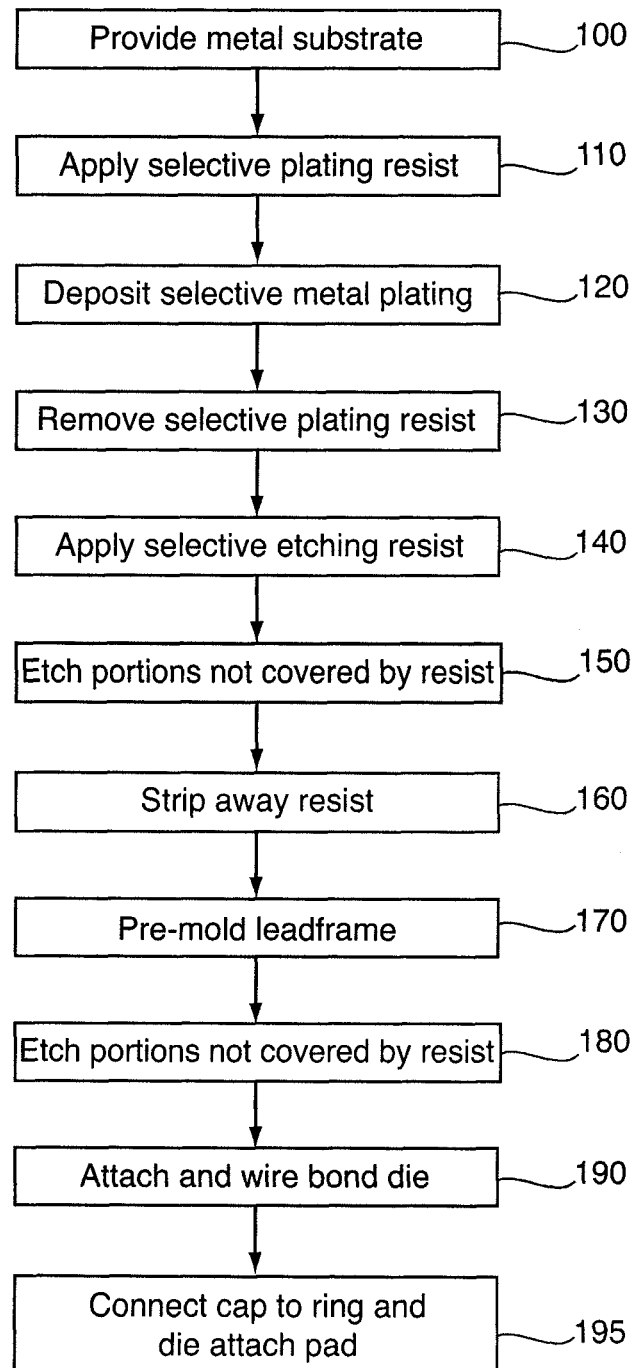 Provide metal substrate 100
Apply selective plating resist 110
Deposit selective metal plating 120
Remove selective plating resist 130
Apply selective etching resist 140
Etch portions not covered by resist 150
Strip away resist 160
Pre-mold leadframe 170
Etch portions not covered by resist 180
Attach and wire bond die 190
Connect cap to ring and
die attach pad 195